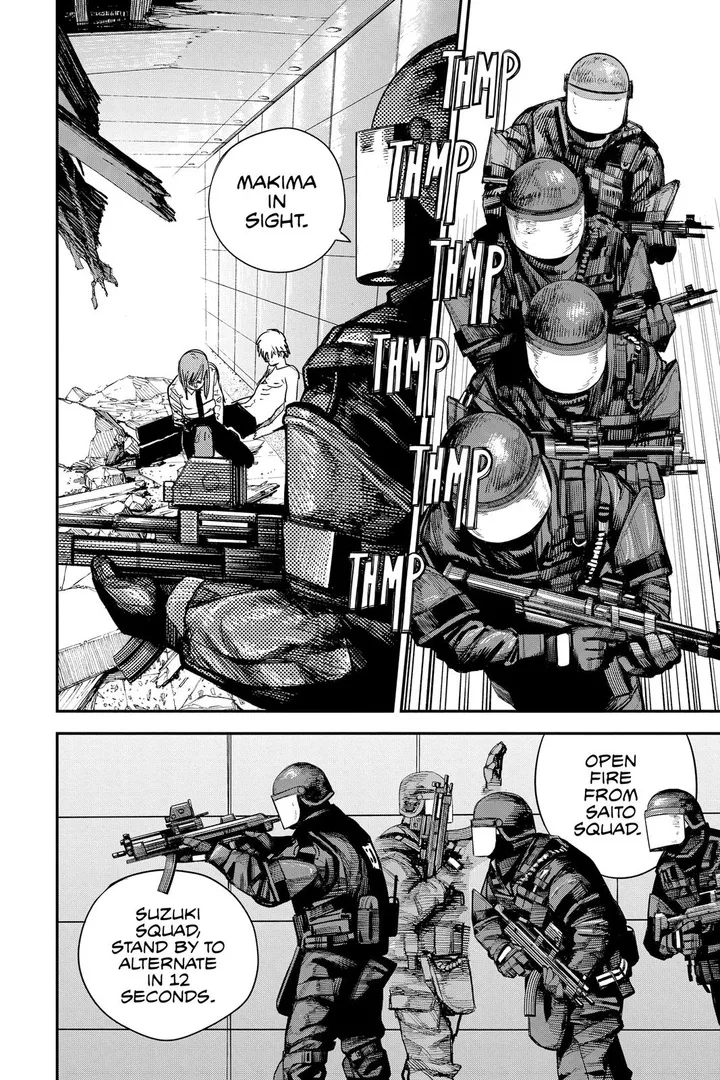 MAKIMA
IN
SIGHT.
THMP
THMP
THMP
THMP
THMP
THMP
OPEN
FIRE
FROM
SAITO
SQUAD.
SUZUKI
SQUAD,
STAND BY TO
ALTERNATE
IN 12
SECONDS.